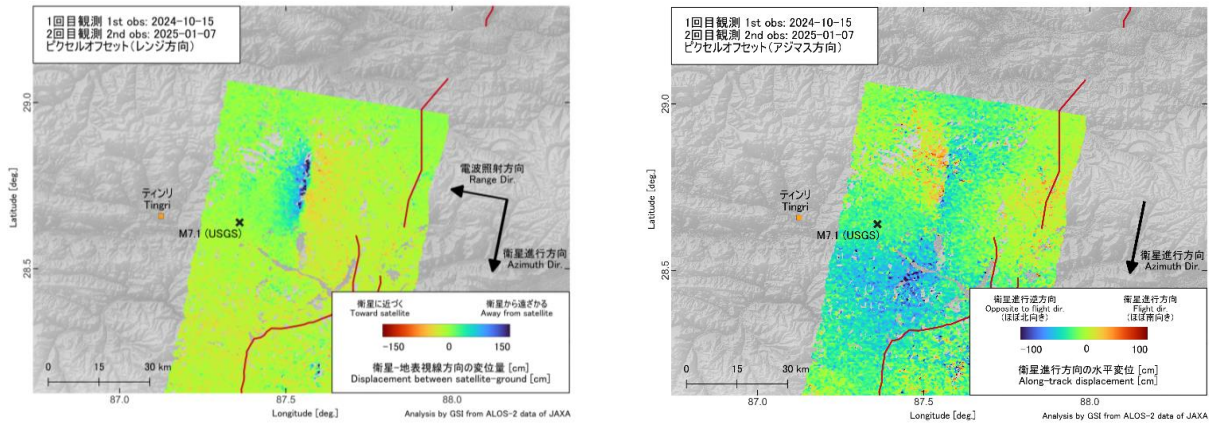 1回目観測 1st obs: 2024-10-15
2回目観測 2nd obs: 2025-01-07
ピクセルオフセット(レンジ方向)
29.0
28.5
Latitude [deg.]
電波照射方向
Range Dir.
ティンリ
Tingri
M7.1 (USGS)
衛星進行方向
Azimuth Dir.
衛星に近づく
Toward satellite
衛星から遠ざかる
Away from satellite
-150 0 150
衛星-地表視線方向の変位量 [cm]
Displacement between satellite-ground [cm]
0 15 30 km
87.0 87.5 88.0
Longitude [deg.]
Analysis by GSI from ALOS-2 data of JAXA
1回目観測 1st obs: 2024-10-15
2回目観測 2nd obs: 2025-01-07
ピクセルオフセット(アジマス方向)
29.0
28.5
Latitude [deg.]
ティンリ
Tingri
M7.1 (USGS)
衛星進行方向
Azimuth Dir.
衛星進行逆方向
Opposite to flight dir.
(ほぼ北向き)
衛星進行方向
Flight dir.
(ほぼ南向き)
-100 0 100
衛星進行方向の水平変位 [cm]
Along-track displacement [cm]
0 15 30 km
87.0 87.5 88.0
Longitude [deg.]
Analysis by GSI from ALOS-2 data of JAXA